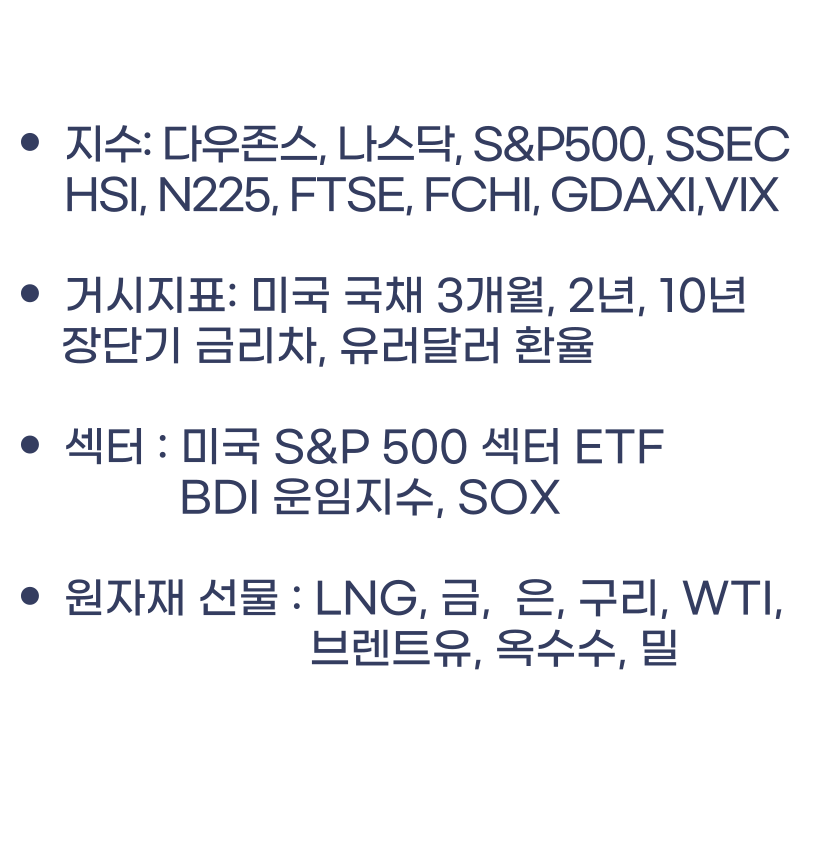 • 지수: 다우존스, 나스닥, S&P500, SSEC
HSI, N225, FTSE, FCHI, GDAXI,VIX
• 거시지표: 미국 국채 3개월, 2년, 10년
장단기 금리차, 유러달러 환율
• 섹터 : 미국 S&P 500 섹터 ETF
BDI 운임지수, SOX
• 원자재 선물 : LNG, 금, 은, 구리, WTI,
브렌트유, 옥수수, 밀